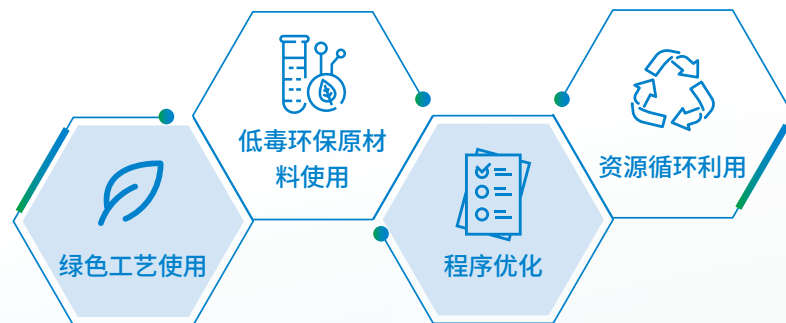 绿色工艺使用
低毒环保原材
料使用
程序优化
资源循环利用